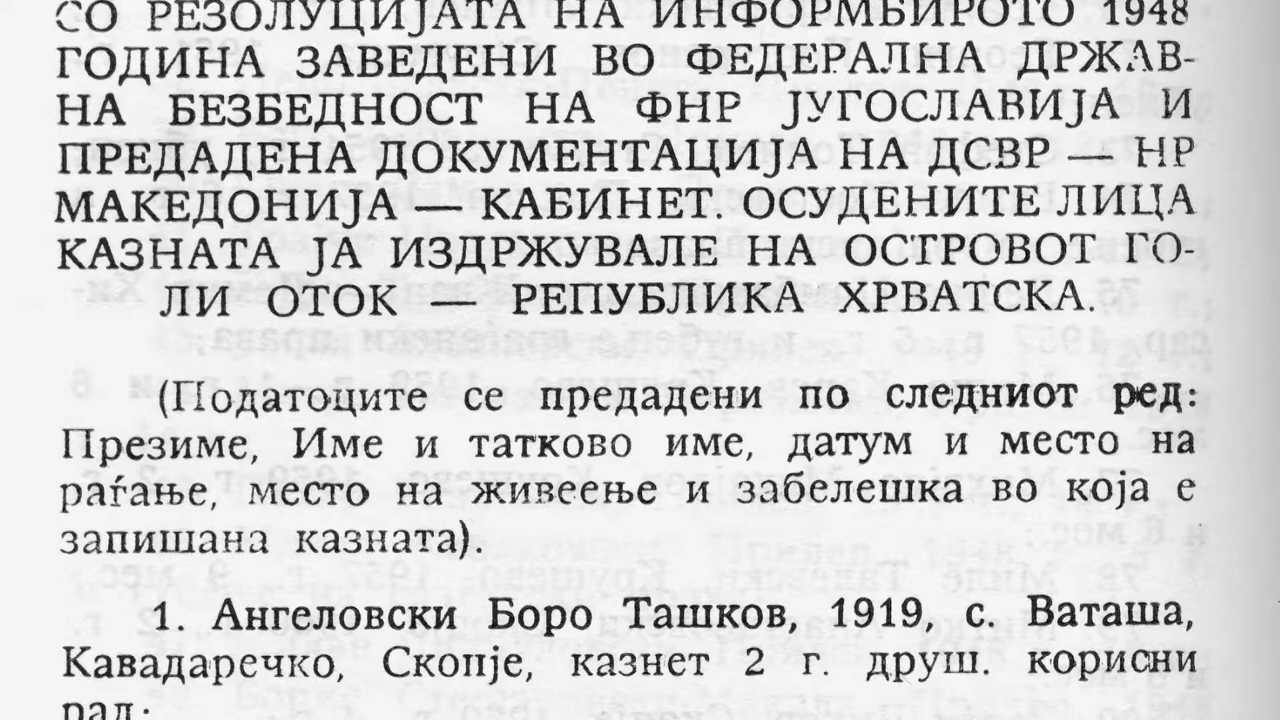 СО РЕЗОЛУЦИЈАТА НА ИНФОРМБИРОТО 1948
ГОДИНА ЗАВЕДЕНИ ВО ФЕДЕРАЛНА ДРЖАВ-
НА БЕЗБЕДНОСТ НА ФНР ЈУГОСЛАВИЈА И
ПРЕДАДЕНА ДОКУМЕНТАЦИЈА НА ДСВР — НР
МАКЕДОНИЈА — КАБИНЕТ. ОСУДЕНИТЕ ЛИЦА
КАЗНАТА ЈА ИЗДРЖУВАЛЕ НА ОСТРОВОТ ГО-
ЛИ ОТОК — РЕПУБЛИКА ХРВАТСКА.
(Податоците се предадени по следниот ред:
Презиме, Име и татково име, датум и место на
раѓање, место на живеење и забелешка во која е
запишана казната).
1. Ангеловски Боро Ташков, 1919, с. Ваташа,
Кавадаречко, Скопје, казнет 2 г. друш. корисни
рад;